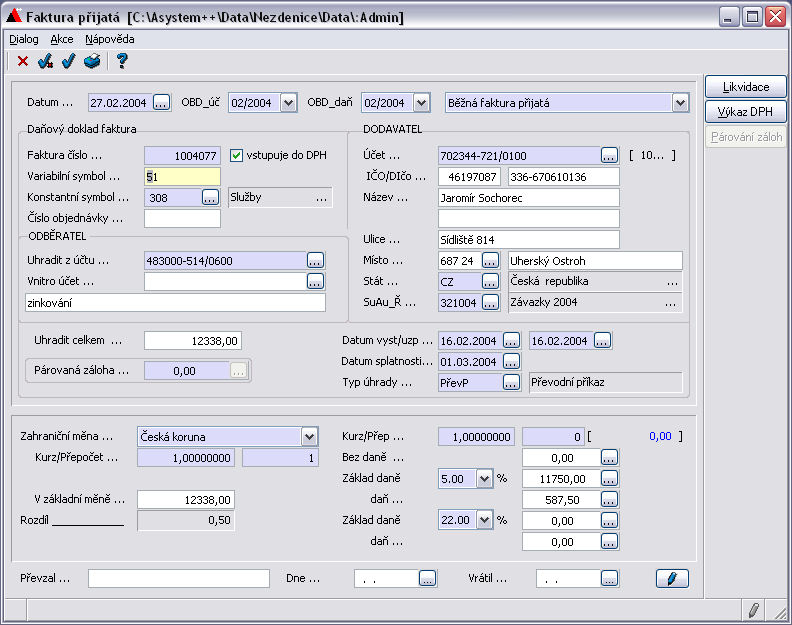 Faktura přijatá [C:\Asystem++\Data\Nezdenice\Data\:Admin]
Dialog Akce Nápověda
Datum ... 27.02.2004 ... OBD_úč 02/2004 OBD_daň 02/2004 Běžná faktura přijatá
Likvidace
Výkaz DPH
Párování záloh
Daňový doklad faktura
DODAVATEL
Faktura číslo ... 1004077 vstupuje do DPH
Účet ... 702344-721/0100 ... [ 10... ]
Variabilní symbol ... 51
IČO/DIčo ... 46197087 336-670610136
Konstantní symbol ... 308 ... Služby ...
Název ... Jaromír Sochorec
Číslo objednávky ...
ODBĚRATEL
Ulice ... Sídliště 814
Uhradit z účtu ... 483000-514/0600 ...
Místo ... 687 24 ... Uherský Ostroh
Vnitro účet ... ...
Stát ... CZ ... Česká republika ...
zinkování
SuAu_Ř ... 321004 ... Závazky 2004 ...
Uhradit celkem ... 12338,00
Datum vyst/uzp ... 16.02.2004 ... 16.02.2004 ...
Datum splatnosti... 01.03.2004 ...
Párovaná záloha ... 0,00 ...
Typ úhrady ... PřevP ... Převodní příkaz
Zahraniční měna ... Česká koruna
Kurz/Přep ... 1,00000000 0 [ 0,00 ]
Kurz/Přepočet ... 1,00000000 1
Bez daně ... 0,00 ...
Základ daně 5.00 % 11750,00 ...
V základní měně ... 12338,00
daň ... 587,50 ...
Rozdíl 0,50
Základ daně 22.00 % 0,00 ...
daň ... 0,00 ...
Převzal ... Dne ... . . ... Vrátil ... . . ...